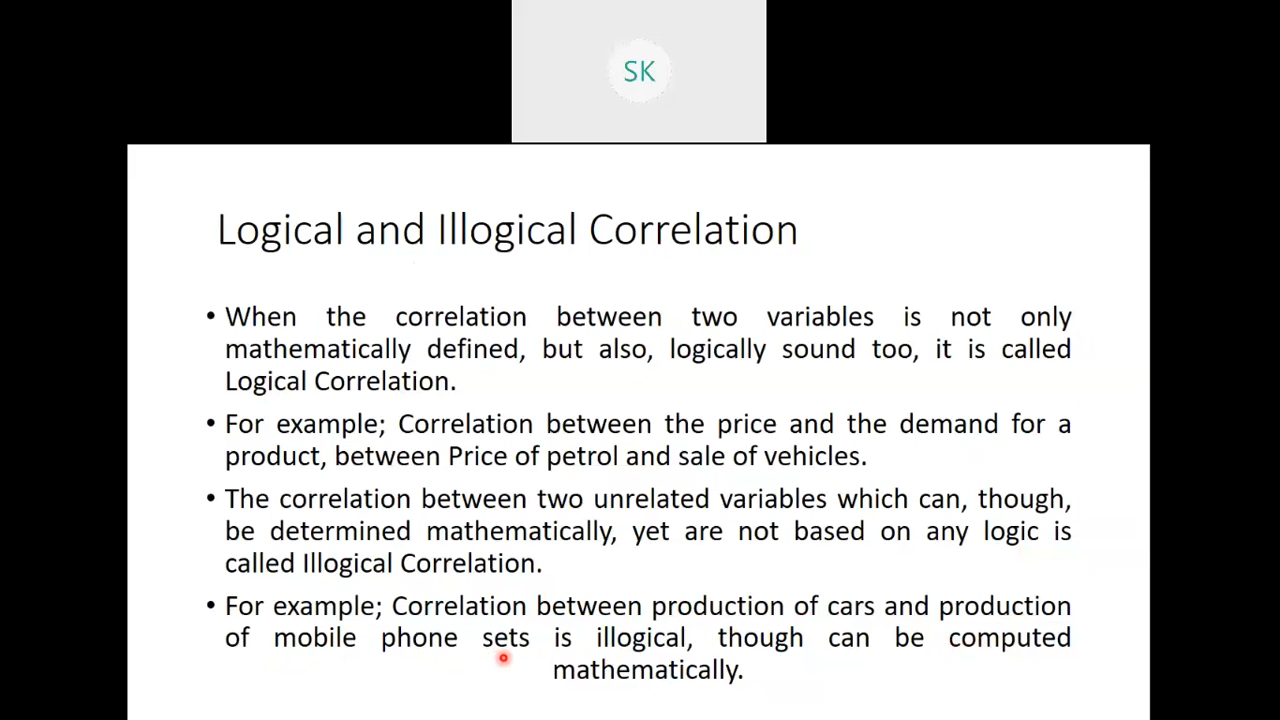 SK
Logical and Illogical Correlation
• When the correlation between two variables is not only
mathematically defined, but also, logically sound too, it is called
Logical Correlation.
• For example; Correlation between the price and the demand for a
product, between Price of petrol and sale of vehicles.
• The correlation between two unrelated variables which can, though,
be determined mathematically, yet are not based on any logic is
called Illogical Correlation.
• For example; Correlation between production of cars and production
of mobile phone sets is illogical, though can be computed
mathematically.